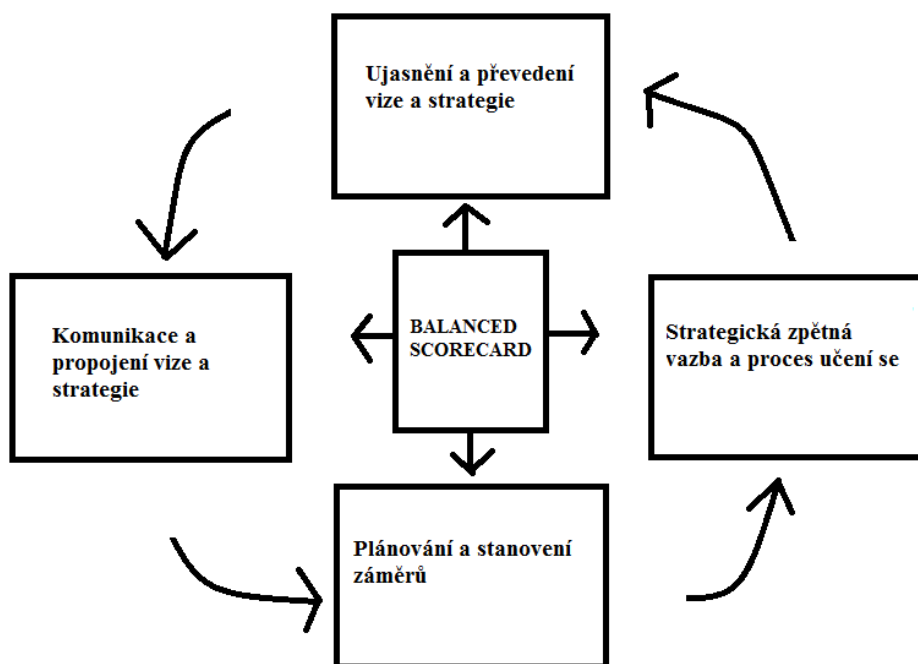 Ujasnění a převedení
vize a strategie
Komunikace a
propojení vize a
strategie
BALANCED
SCORECARD
Strategická zpětná
vazba a proces učení se
Plánování a stanovení
záměrů